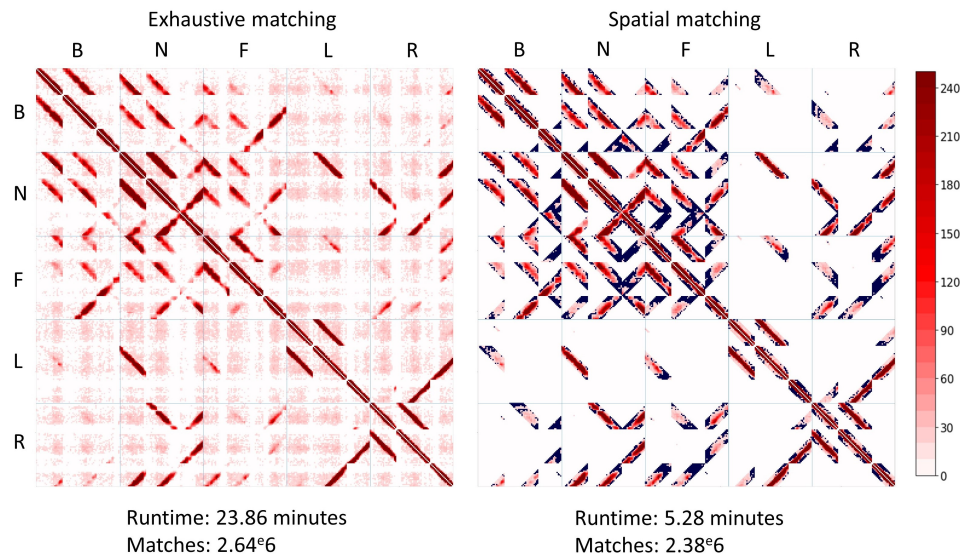 Exhaustive matching
Spatial matching
B N F L R
B N F L R
B
N
F
L
R
240
210
180
150
120
90
60
30
0
Runtime: 23.86 minutes
Matches: 2.64ᵉ6
Runtime: 5.28 minutes
Matches: 2.38ᵉ6